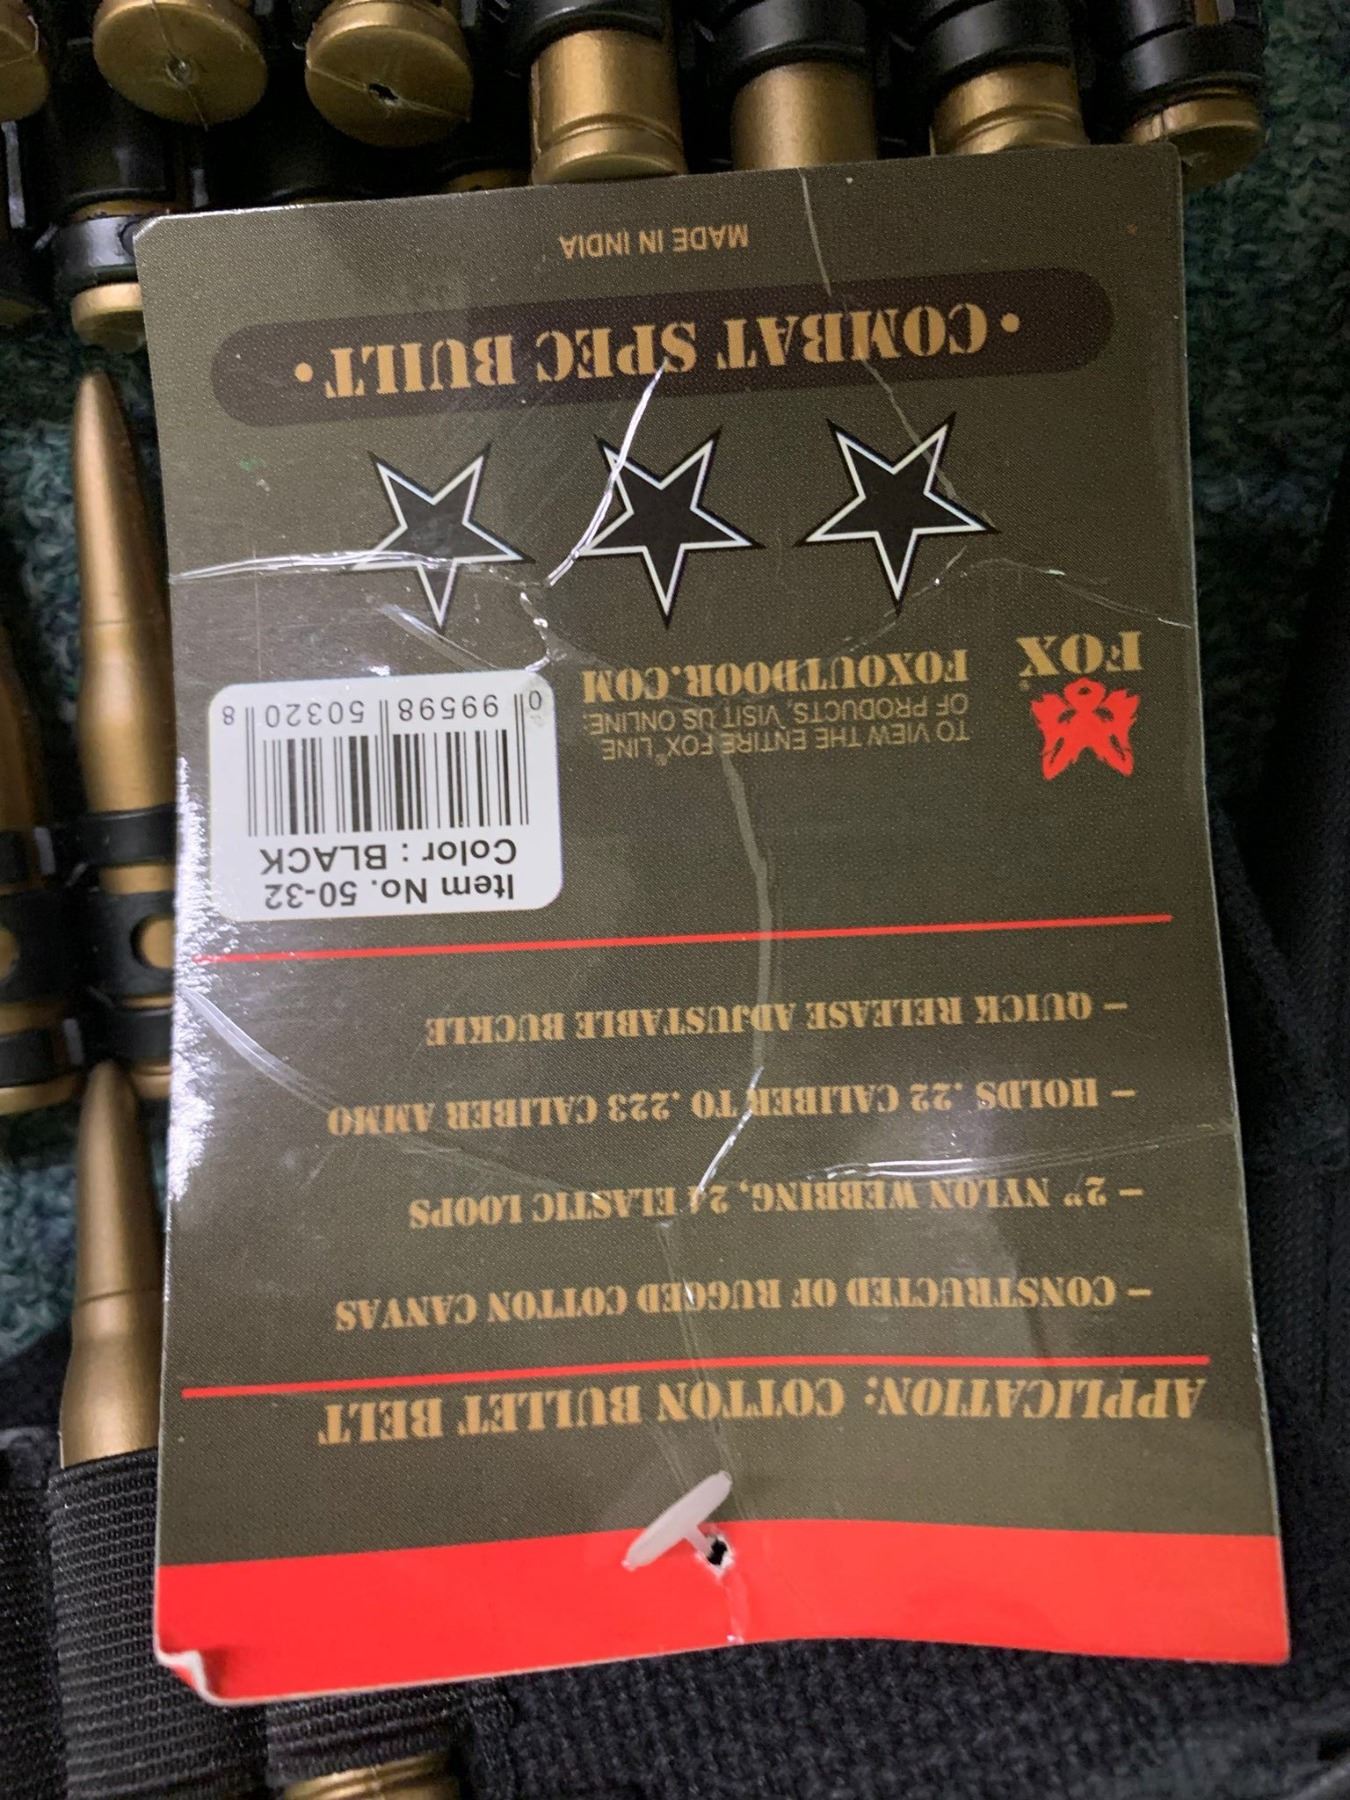 APPLICATION: COTTON BULLET BELT
– CONSTRUCTED OF RUGGED COTTON CANVAS
– 2” NYLON WEBBING, 24 ELASTIC LOOPS
– HOLDS .22 CALIBER TO .223 CALIBER AMMO
– QUICK RELEASE ADJUSTABLE BUCKLE
Item No. 50-32
Color : BLACK
0 99598 50320 8
TO VIEW THE ENTIRE FOX® LINE
OF PRODUCTS, VISIT US ONLINE:
FOXOUTDOOR.COM
FOX®
• COMBAT SPEC BUILT •
MADE IN INDIA